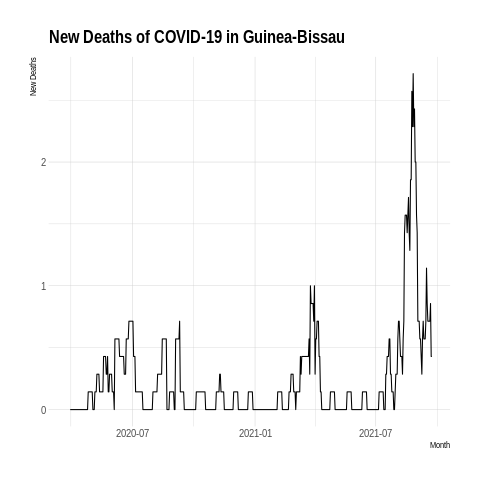 New Deaths of COVID-19 in Guinea-Bissau
New Deaths
2
1
0
2020-07
2021-01
2021-07
Month